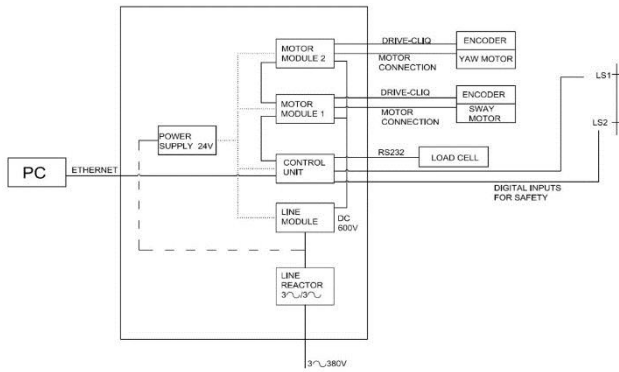 MOTOR
MODULE 2
DRIVE-CLIQ
MOTOR
CONNECTION
ENCODER
YAW MOTOR
MOTOR
MODULE 1
DRIVE-CLIQ
MOTOR
CONNECTION
ENCODER
SWAY
MOTOR
LS1
LS2
POWER
SUPPLY 24V
PC
ETHERNET
CONTROL
UNIT
RS232
LOAD CELL
DIGITAL INPUTS
FOR SAFETY
LINE
MODULE
DC
600V
LINE
REACTOR
3~/3~
3~380V